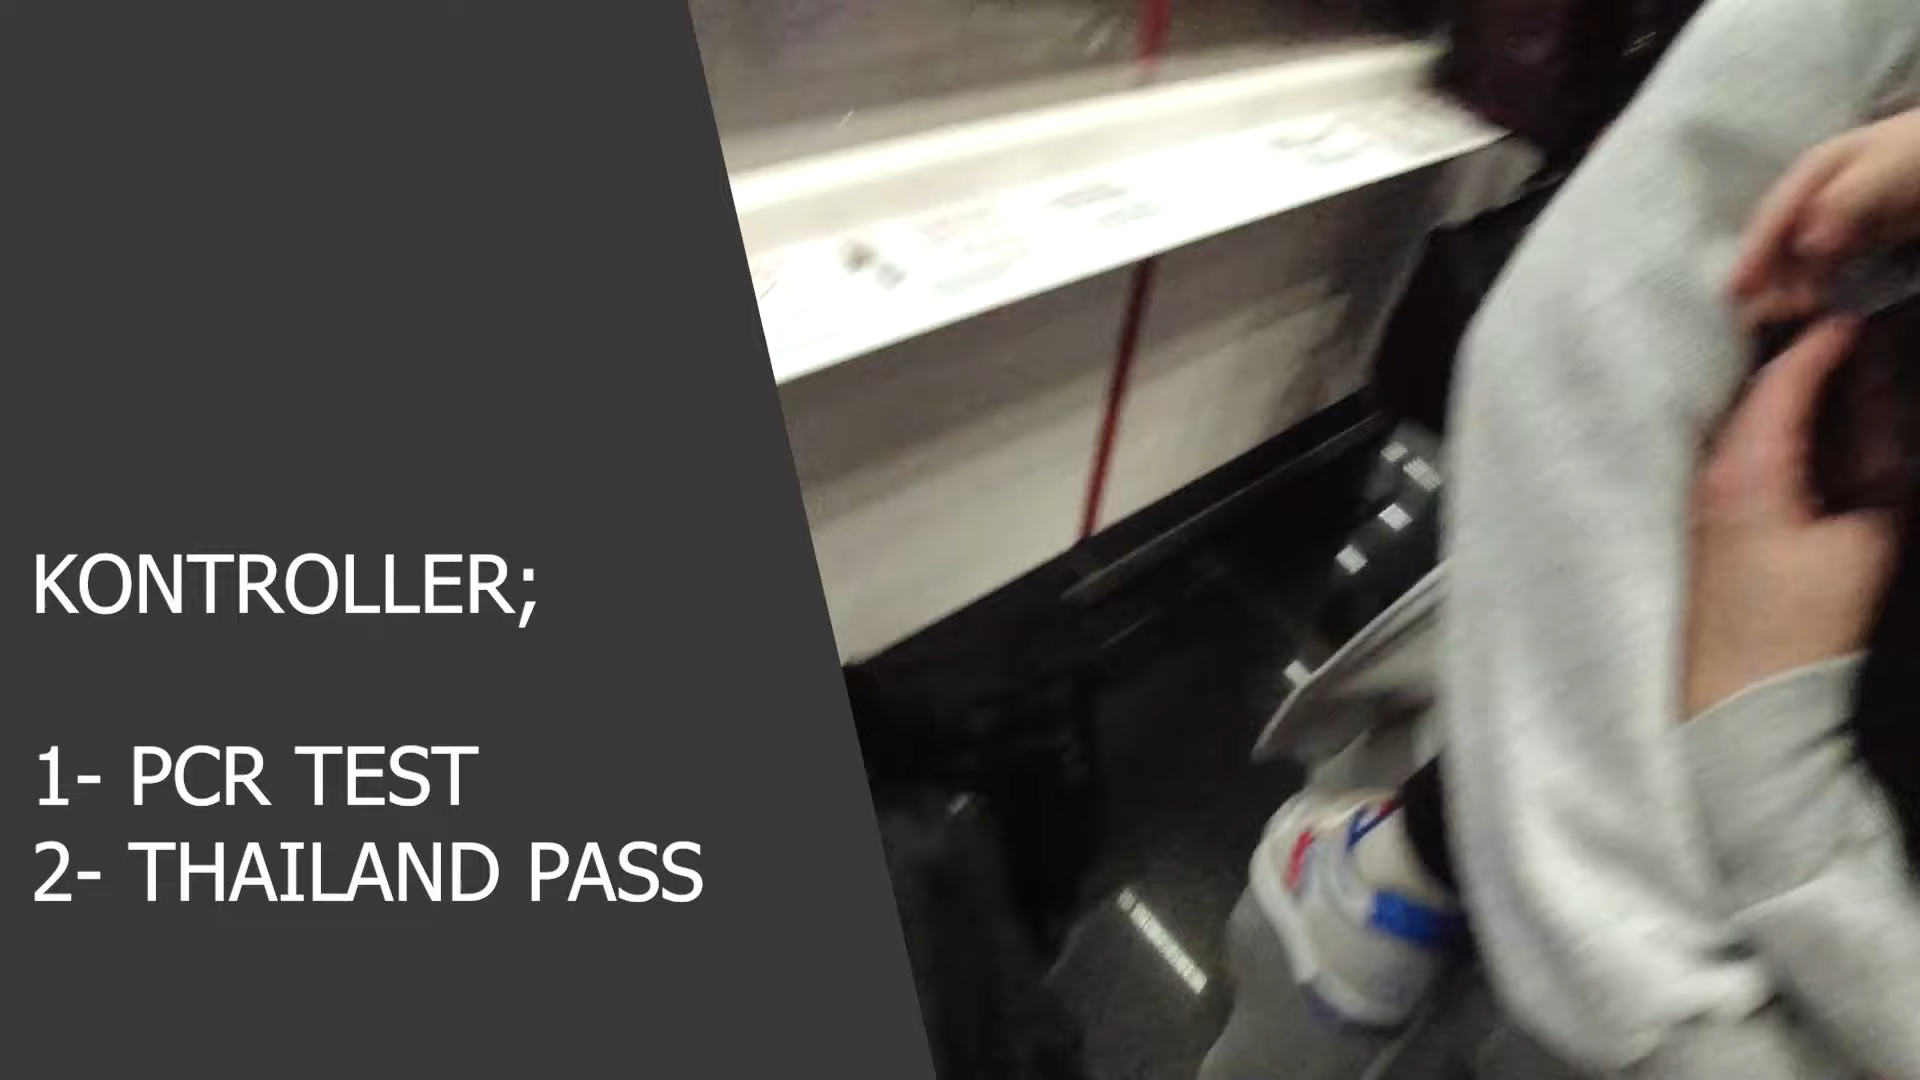 KONTROLLER;
1- PCR TEST
2- THAILAND PASS